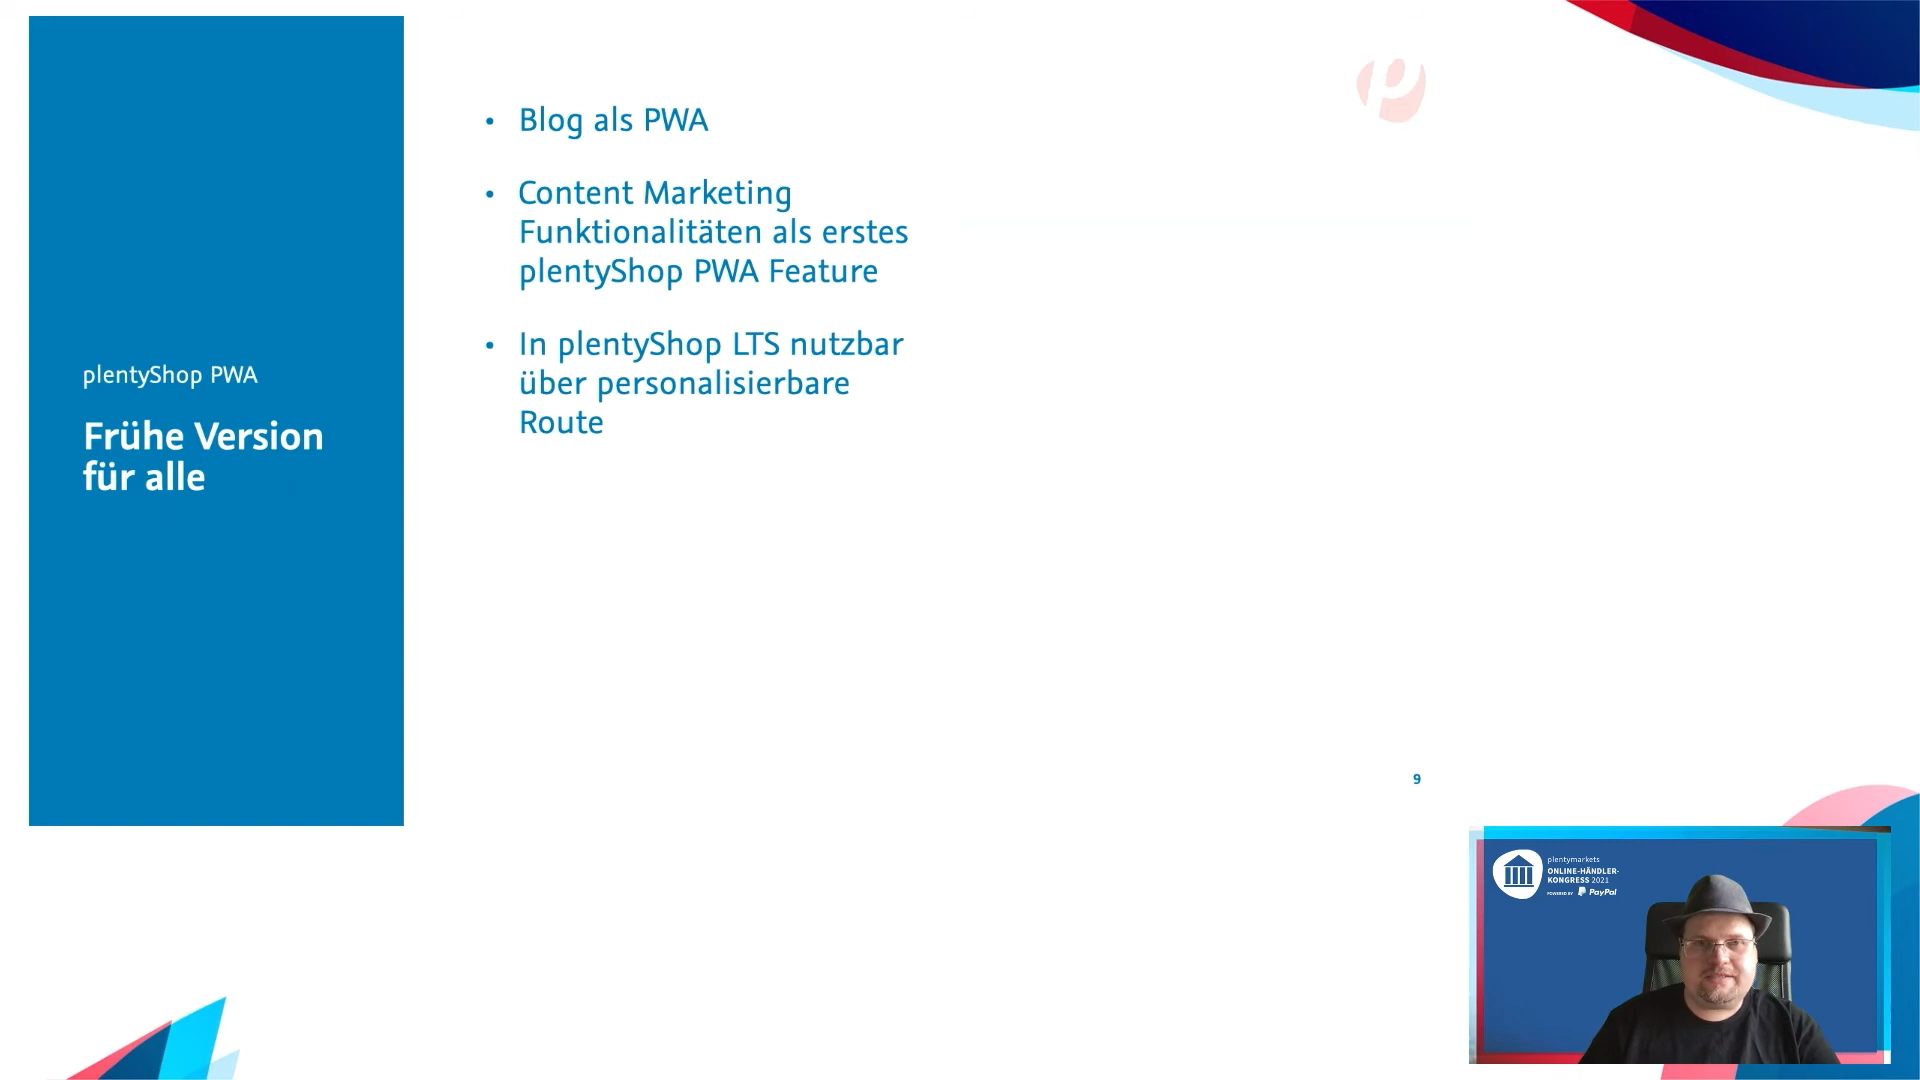 plentyShop PWA
Frühe Version
für alle
• Blog als PWA
• Content Marketing
Funktionalitäten als erstes
plentyShop PWA Feature
• In plentyShop LTS nutzbar
über personalisierbare
Route
9
plentymarkets
ONLINE-HÄNDLER-
KONGRESS 2021
POWERED BY PayPal